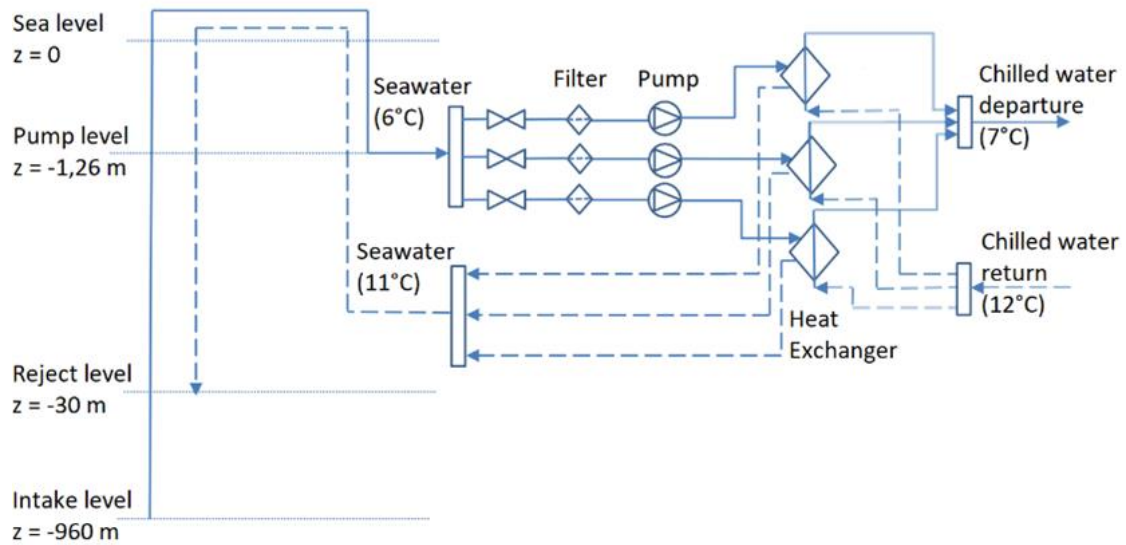 Sea level
z = 0
Pump level
z = -1,26 m
Reject level
z = -30 m
Intake level
z = -960 m
Seawater
(6°C)
Filter
Pump
Seawater
(11°C)
Heat
Exchanger
Chilled water
departure
(7°C)
Chilled water
return
(12°C)